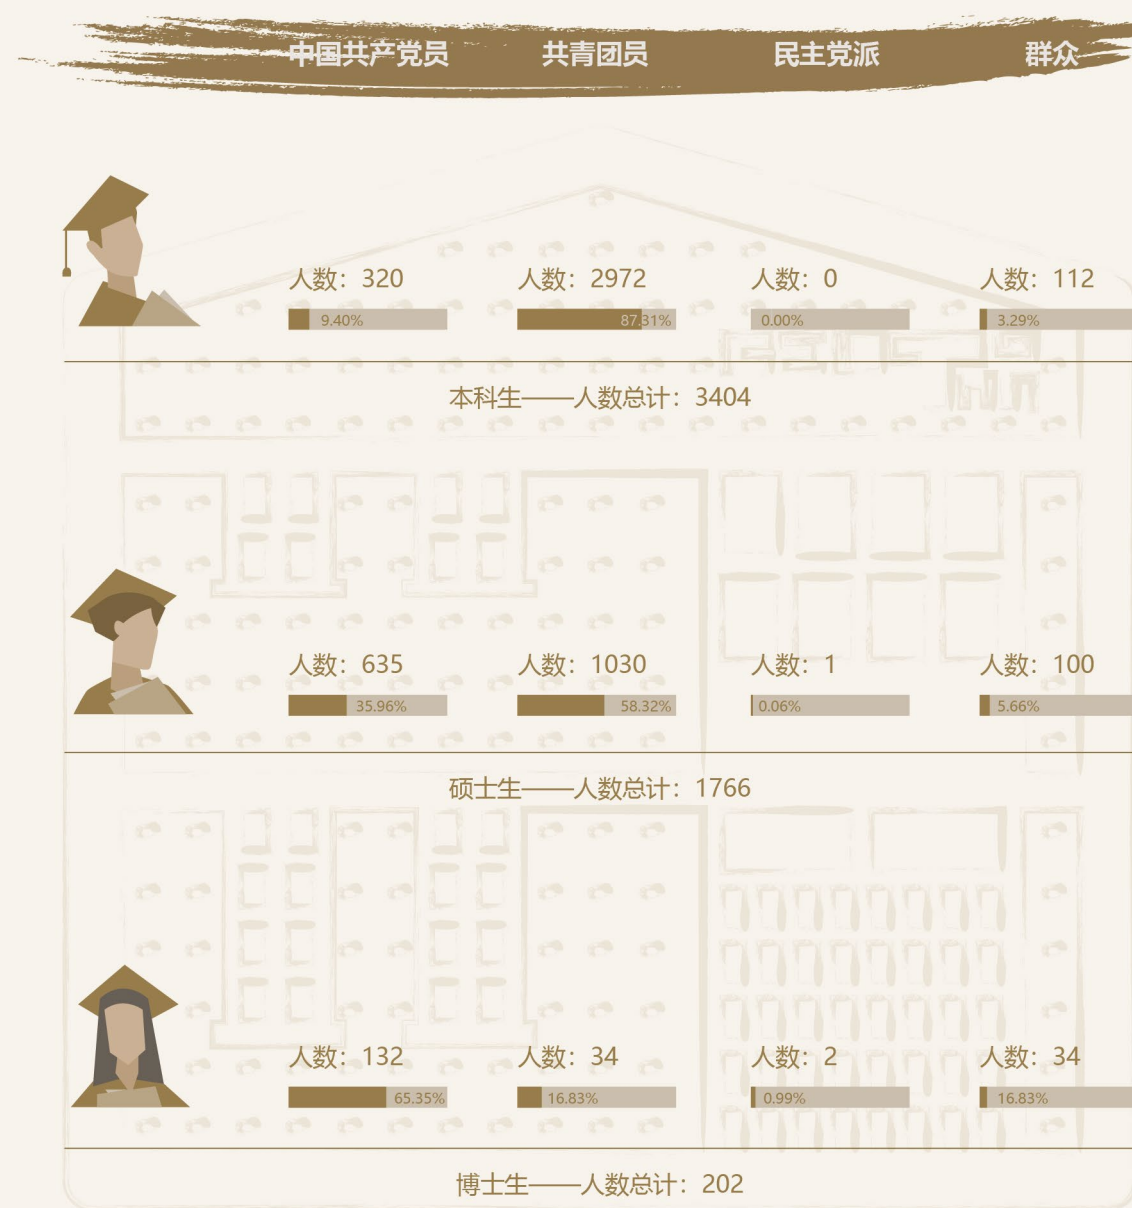 中国共产党员 共青团员 民主党派 群众
人数：320 人数：2972 人数：0 人数：112
9.40% 87.31% 0.00% 3.29%
本科生——人数总计：3404
人数：635 人数：1030 人数：1 人数：100
35.96% 58.32% 0.06% 5.66%
硕士生——人数总计：1766
人数：132 人数：34 人数：2 人数：34
65.35% 16.83% 0.99% 16.83%
博士生——人数总计：202